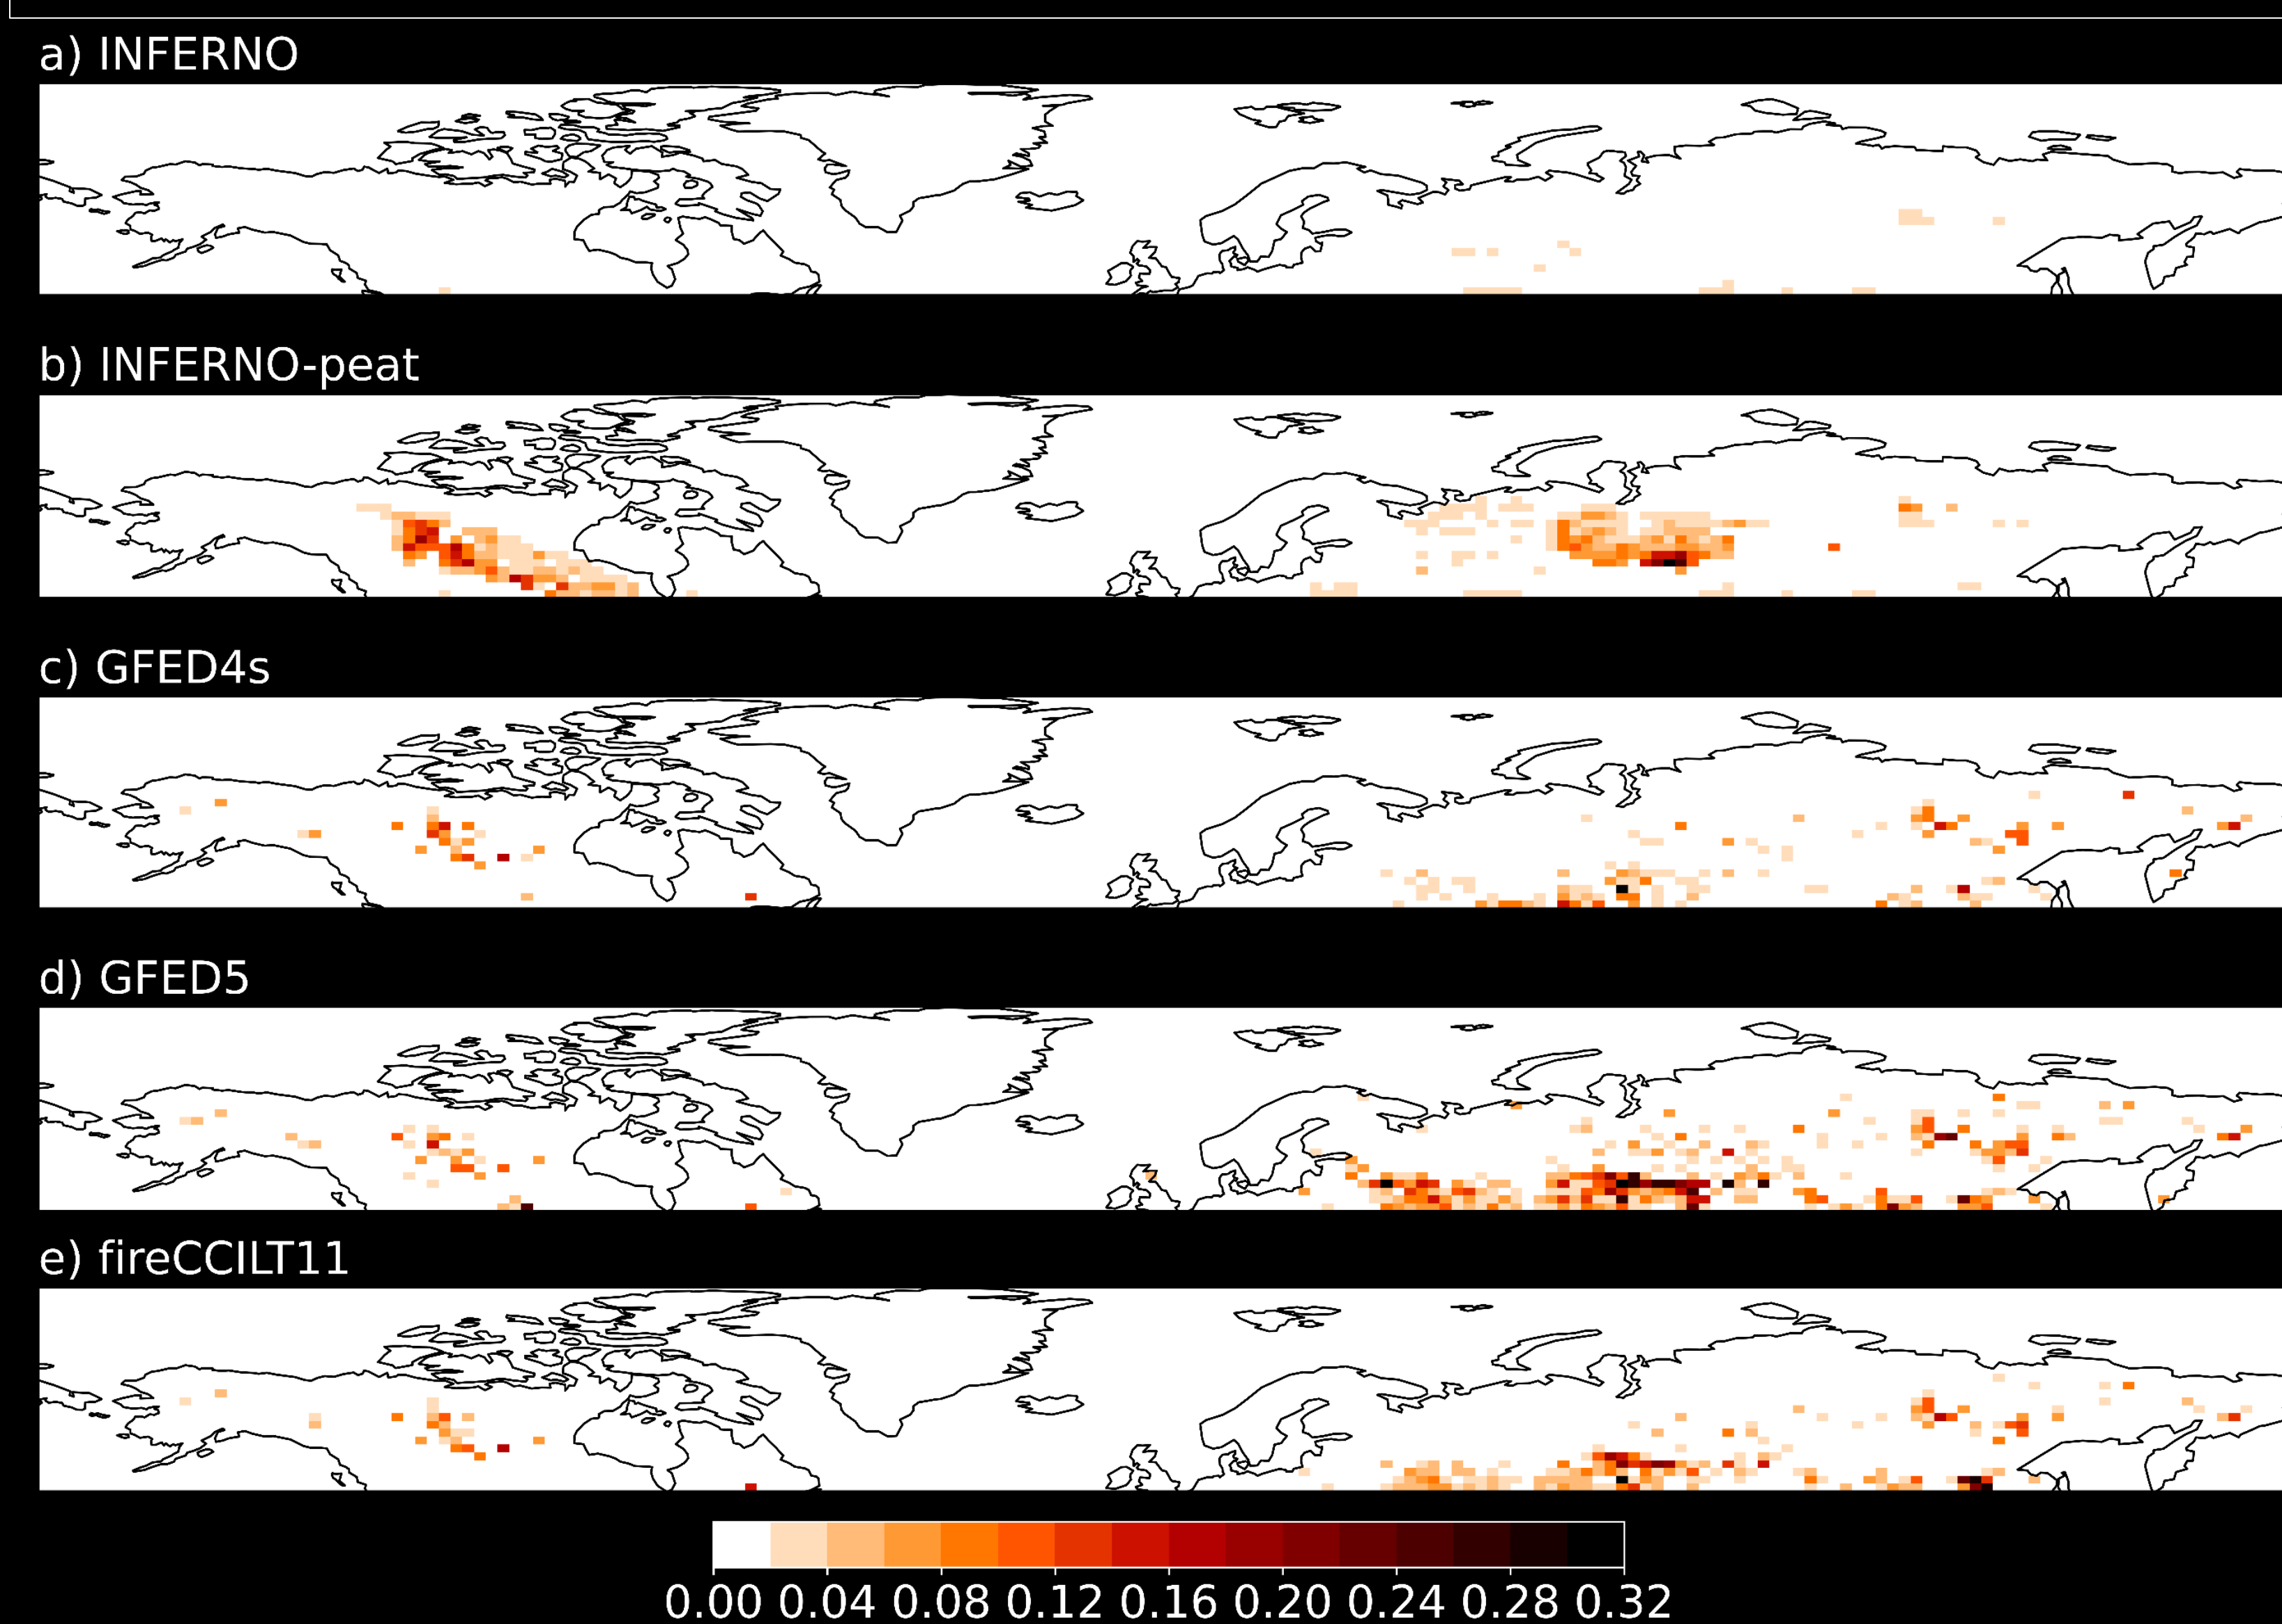 a) INFERNO
b) INFERNO-peat
c) GFED4s
d) GFED5
e) fireCCILT11
0.00 0.04 0.08 0.12 0.16 0.20 0.24 0.28 0.32